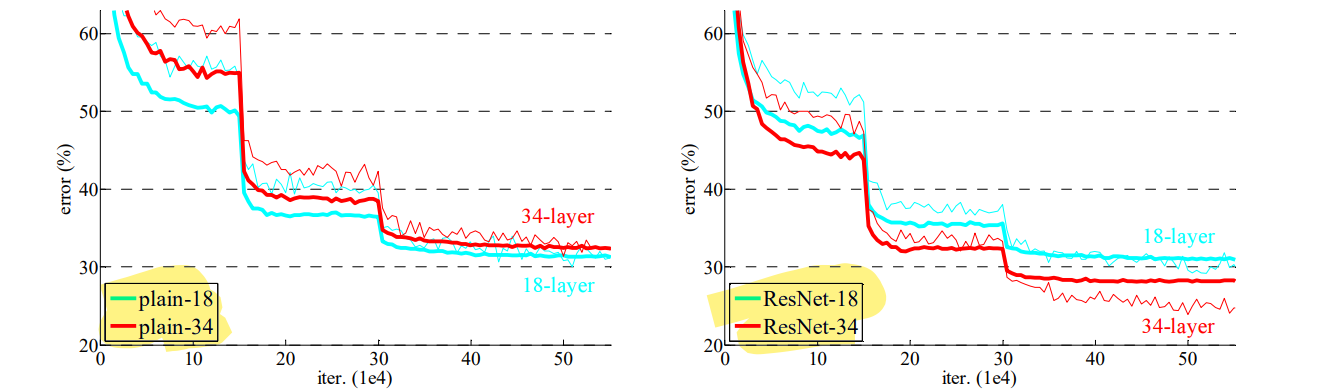 60
50
40
30
20
error (%)
34-layer
18-layer
plain-18
plain-34
0 10 20 30 40 50
iter. (1e4)
60
50
40
30
20
error (%)
18-layer
34-layer
ResNet-18
ResNet-34
0 10 20 30 40 50
iter. (1e4)